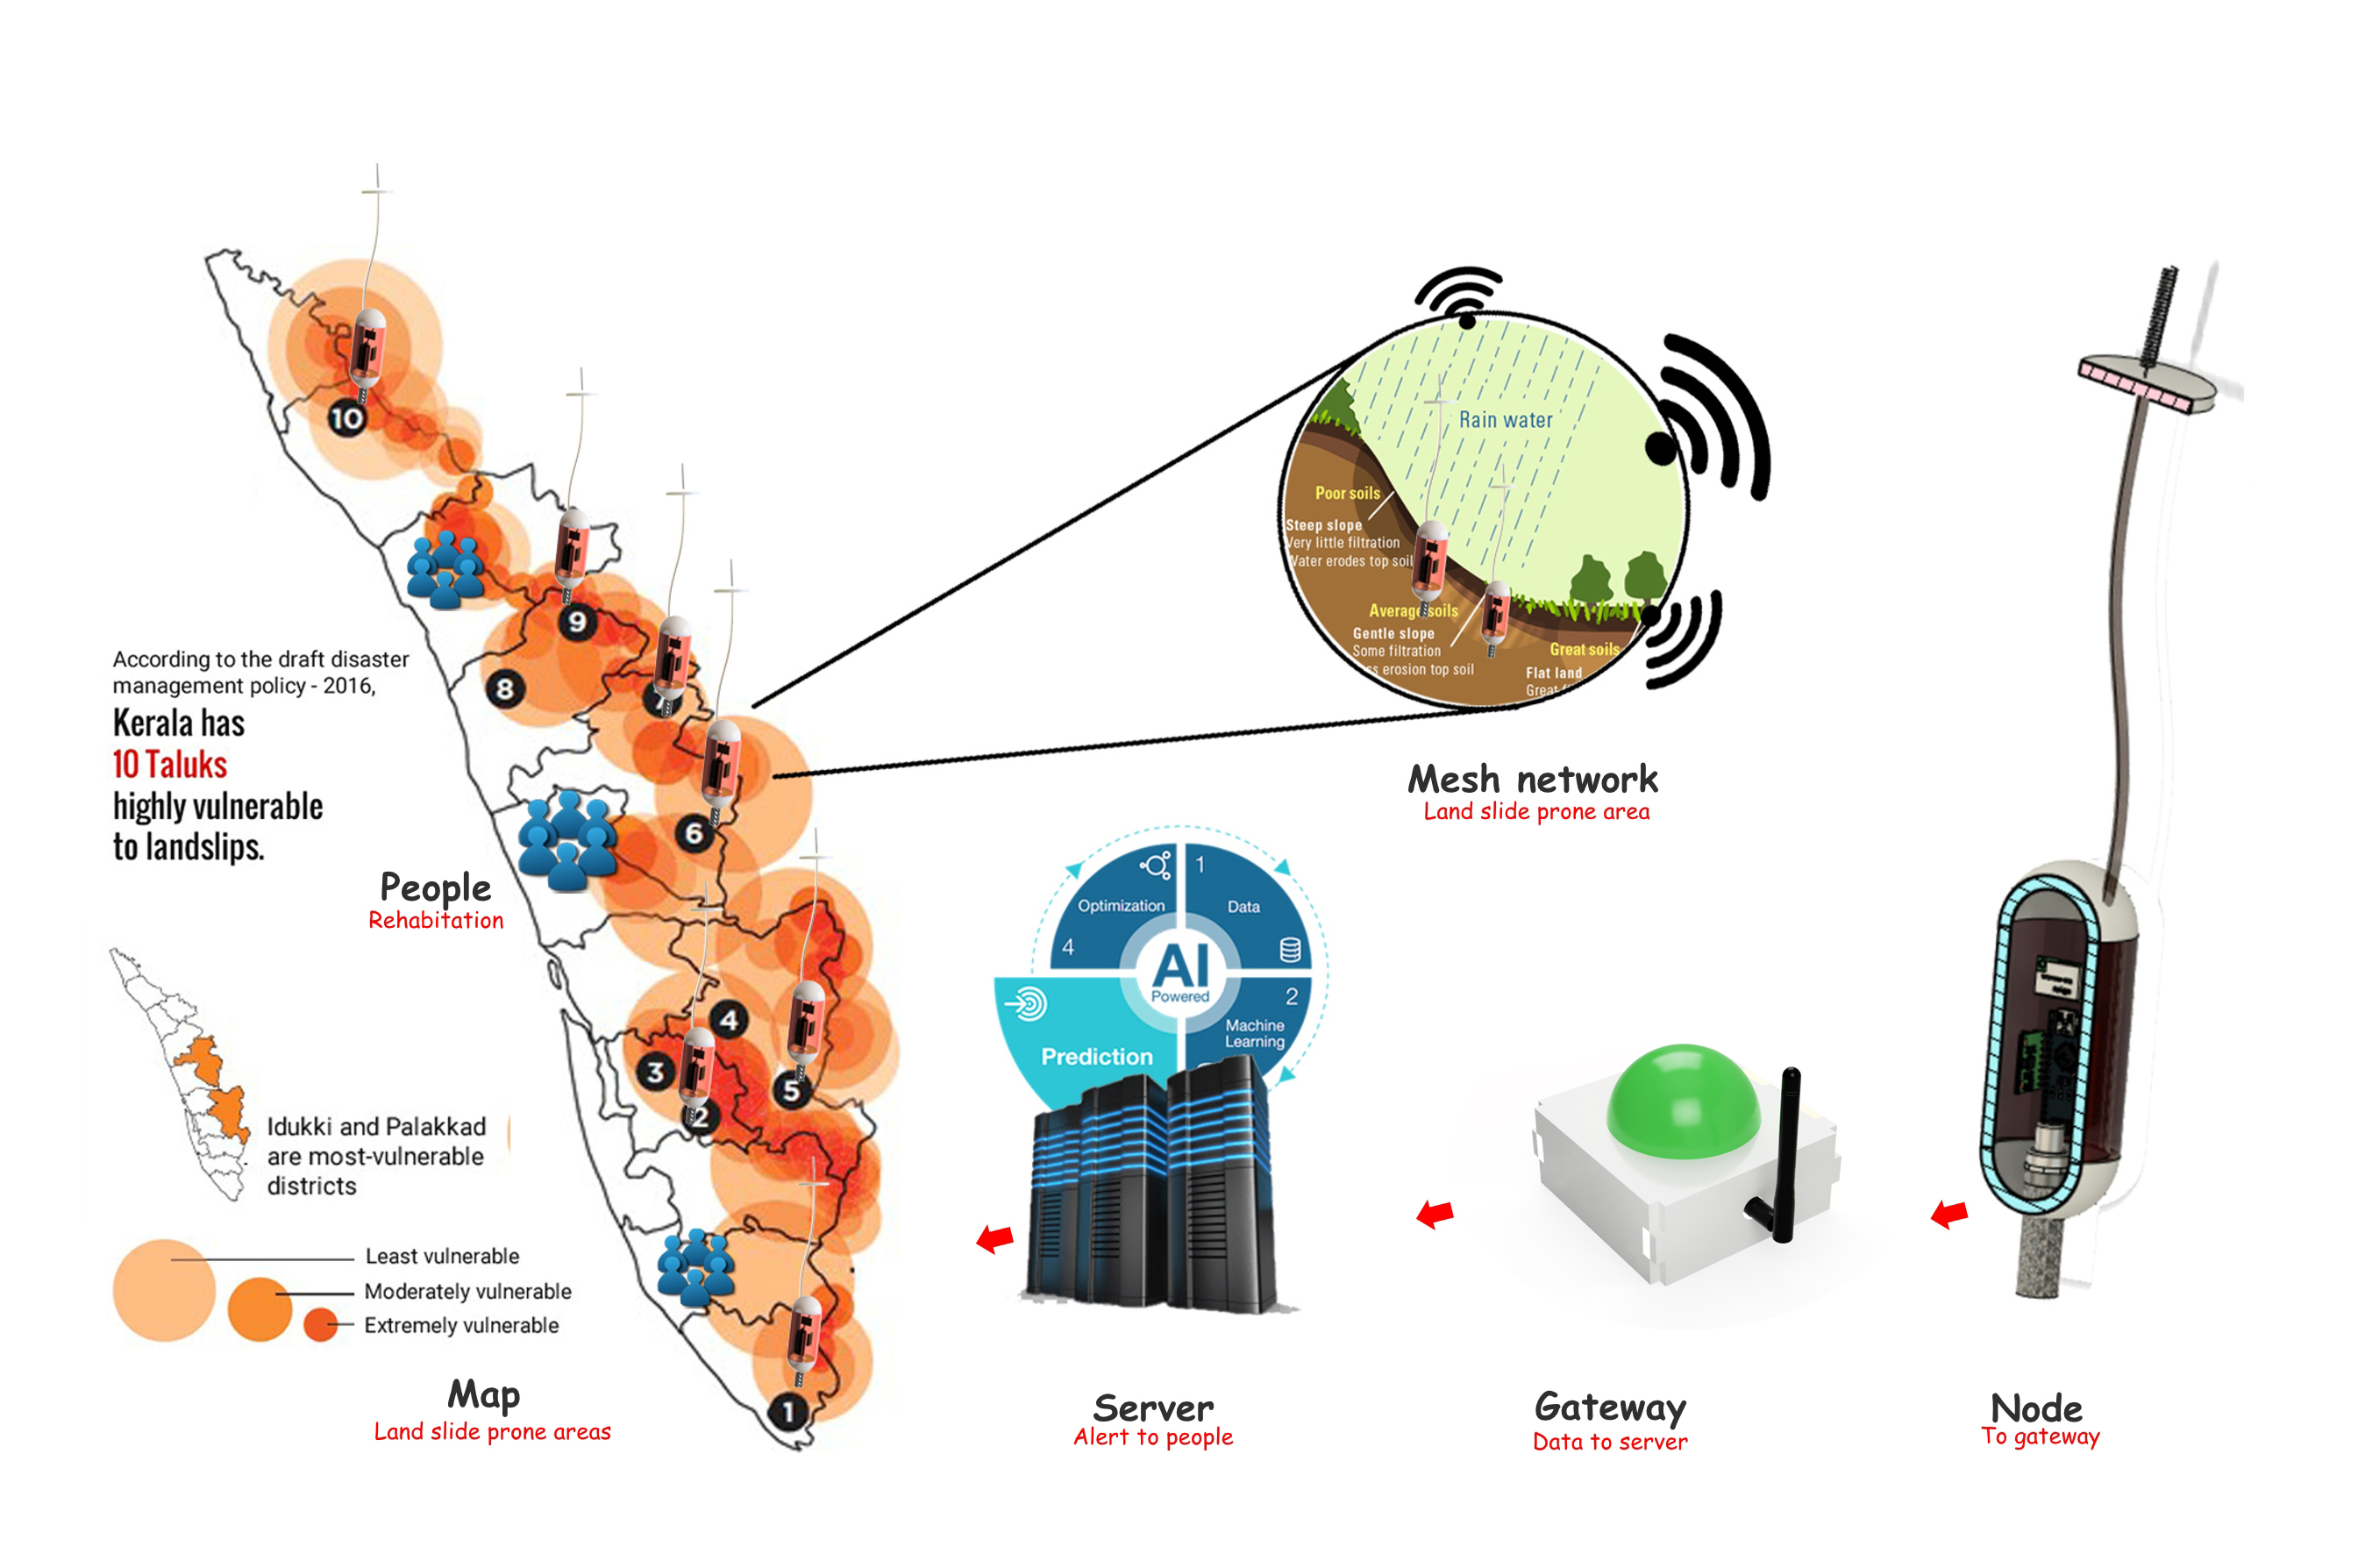 10
9
8
7
According to the draft disaster
management policy - 2016,
Kerala has
10 Taluks
highly vulnerable
to landslips.
6
People
Rehabitation
4
3
5
2
Idukki and Palakkad
are most-vulnerable
districts
Least vulnerable
Moderately vulnerable
Extremely vulnerable
1
Map
Land slide prone areas
Rain water
Poor soils
Steep slope
Very little filtration
Water erodes top soil
Average soils
Gentle slope
Some filtration
erosion top soil
Great soils
Flat land
Great
Mesh network
Land slide prone area
1
Data
2
Machine
Learning
Prediction
4
Optimization
AI
Powered
Server
Alert to people
Gateway
Data to server
Node
To gateway